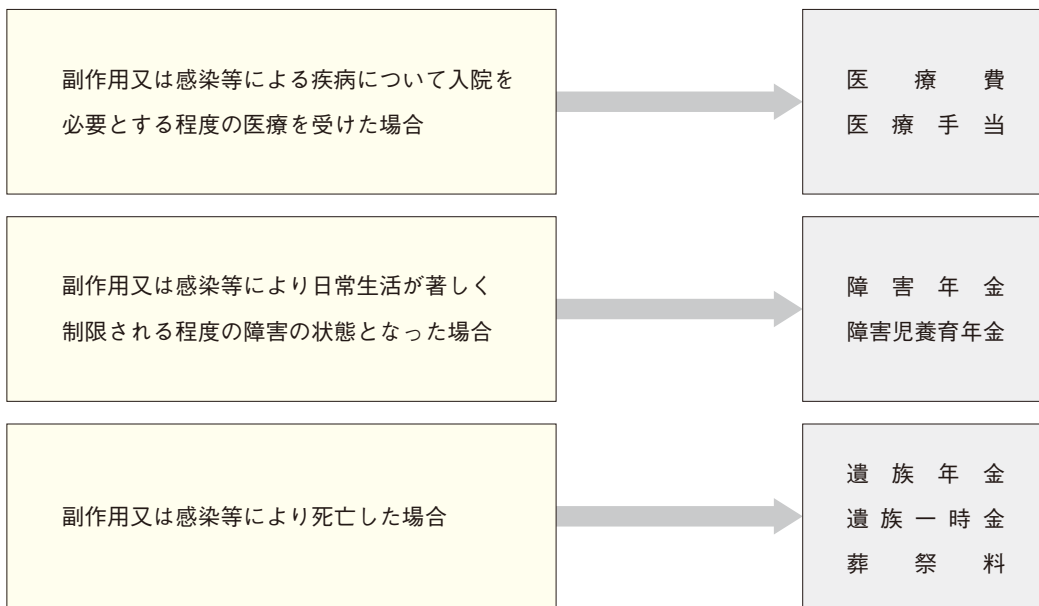 副作用又は感染等による疾病について入院を
必要とする程度の医療を受けた場合
医療費
医療手当
副作用又は感染等により日常生活が著しく
制限される程度の障害の状態となった場合
障害年金
障害児養育年金
副作用又は感染等により死亡した場合
遺族年金
遺族一時金
葬祭料